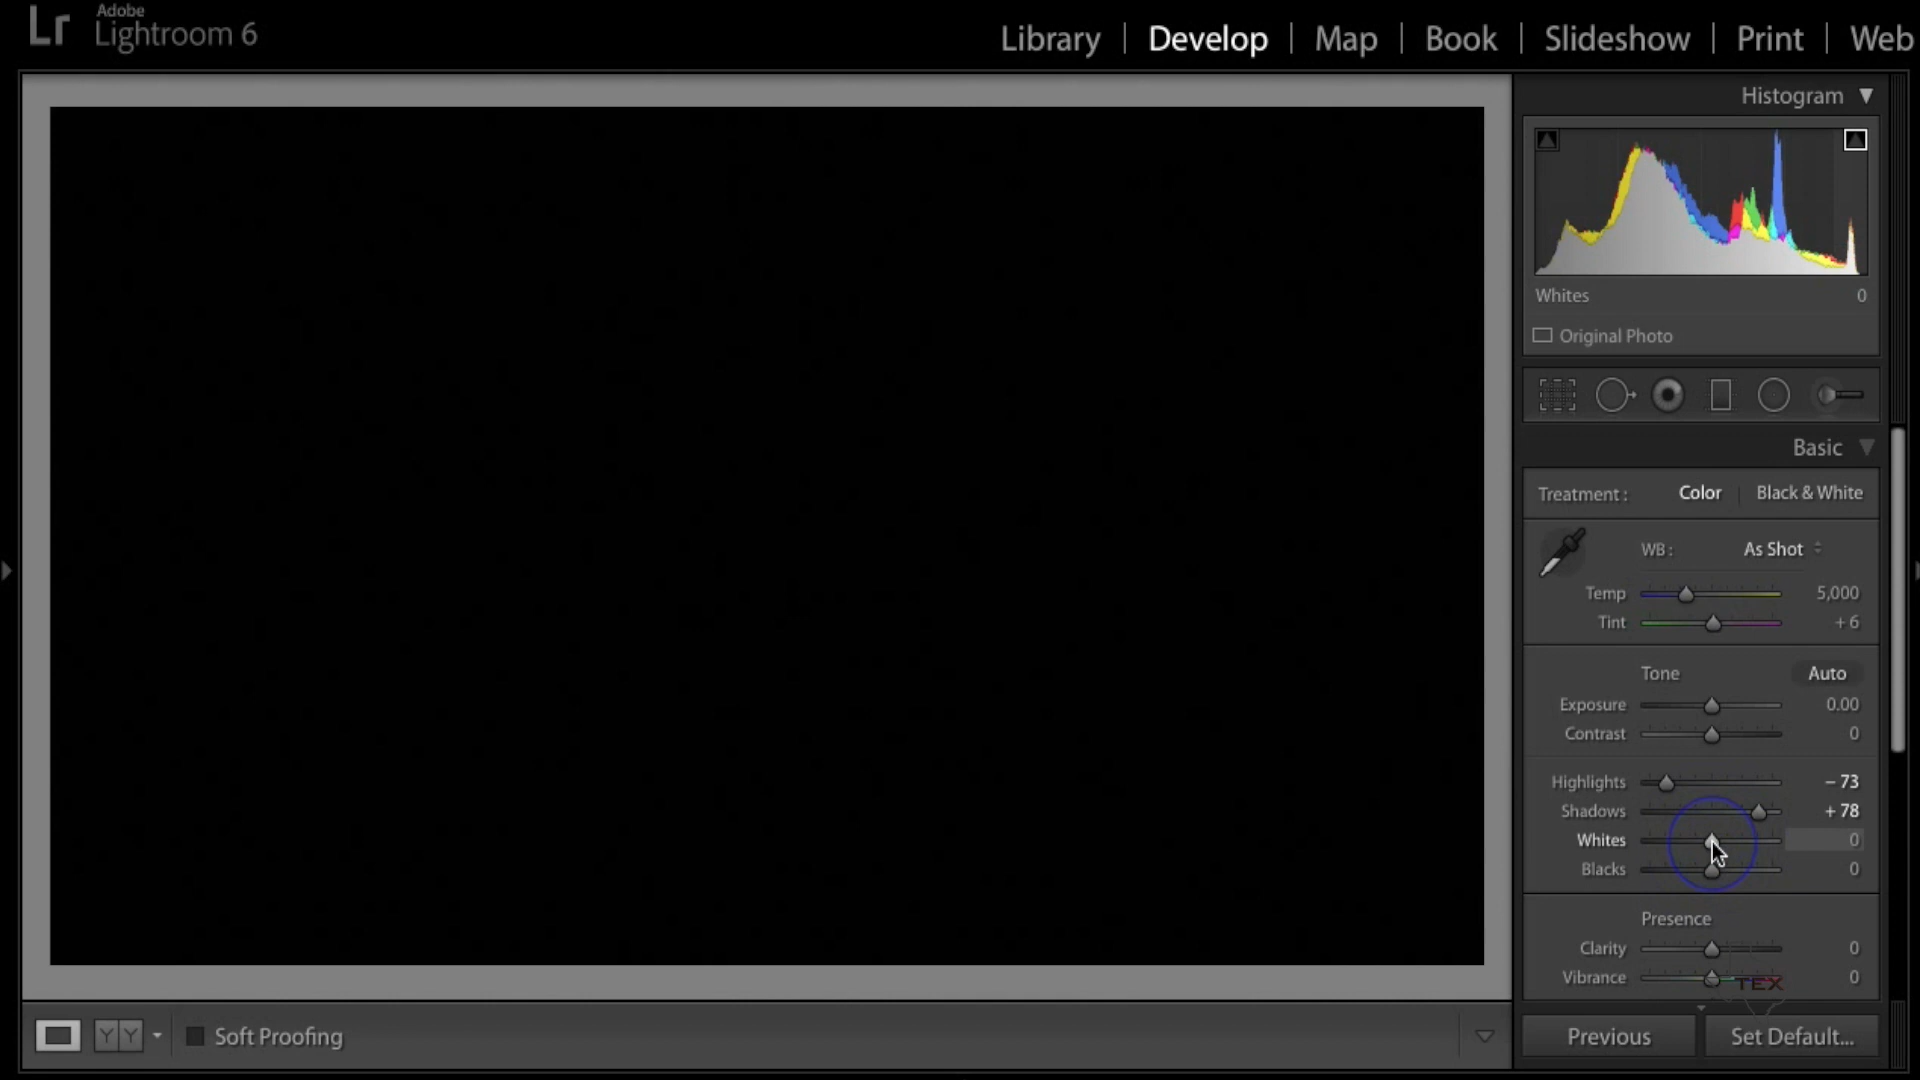 Lr Adobe
Lightroom 6
Library | Develop | Map | Book | Slideshow | Print | Web
Histogram
Whites 0
Original Photo
Basic
Treatment : Color Black & White
WB : As Shot
Temp 5,000
Tint + 6
Tone Auto
Exposure 0.00
Contrast 0
Highlights – 73
Shadows + 78
Whites 0
Blacks 0
Presence
Clarity 0
Vibrance 0
TEX
Y Y Soft Proofing
Previous Set Default...